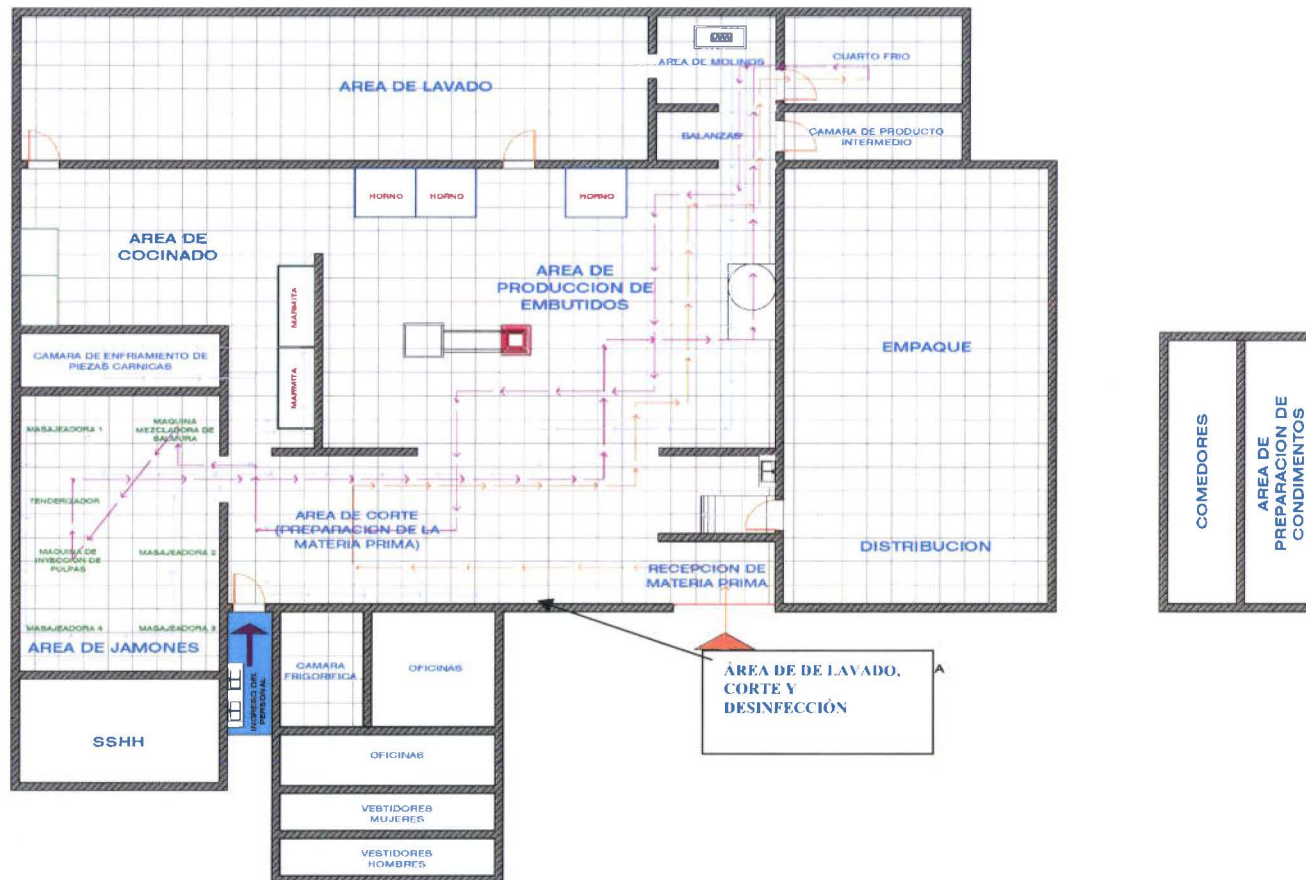 AREA DE LAVADO
AREA DE MOLINOS
CUARTO FRIO
BALANZAS
CAMARA DE PRODUCTO
INTERMEDIO
HORNO
HORNO
HORNO
AREA DE
COCINADO
MARMITA
MARMITA
AREA DE
PRODUCCION DE
EMBUTIDOS
EMPAQUE
DISTRIBUCION
CAMARA DE ENFRIAMIENTO DE
PIEZAS CARNICAS
MASAJEADORA 1
MAQUINA
MEZCLADORA DE
SALMURA
TENDERIZADOR
MAQUINA DE
INYECCION DE
PULPAS
MASAJEADORA 2
MASAJEADORA 4
MASAJEADORA 3
AREA DE JAMONES
AREA DE CORTE
(PREPARACION DE LA
MATERIA PRIMA)
RECEPCION DE
MATERIA PRIMA
INGRESO DEL
PERSONAL
CAMARA
FRIGORIFICA
OFICINAS
SSHH
OFICINAS
VESTIDORES
MUJERES
VESTIDORES
HOMBRES
ÁREA DE DE LAVADO,
CORTE Y
DESINFECCIÓN
A
COMEDORES
AREA DE
PREPARACION DE
CONDIMENTOS